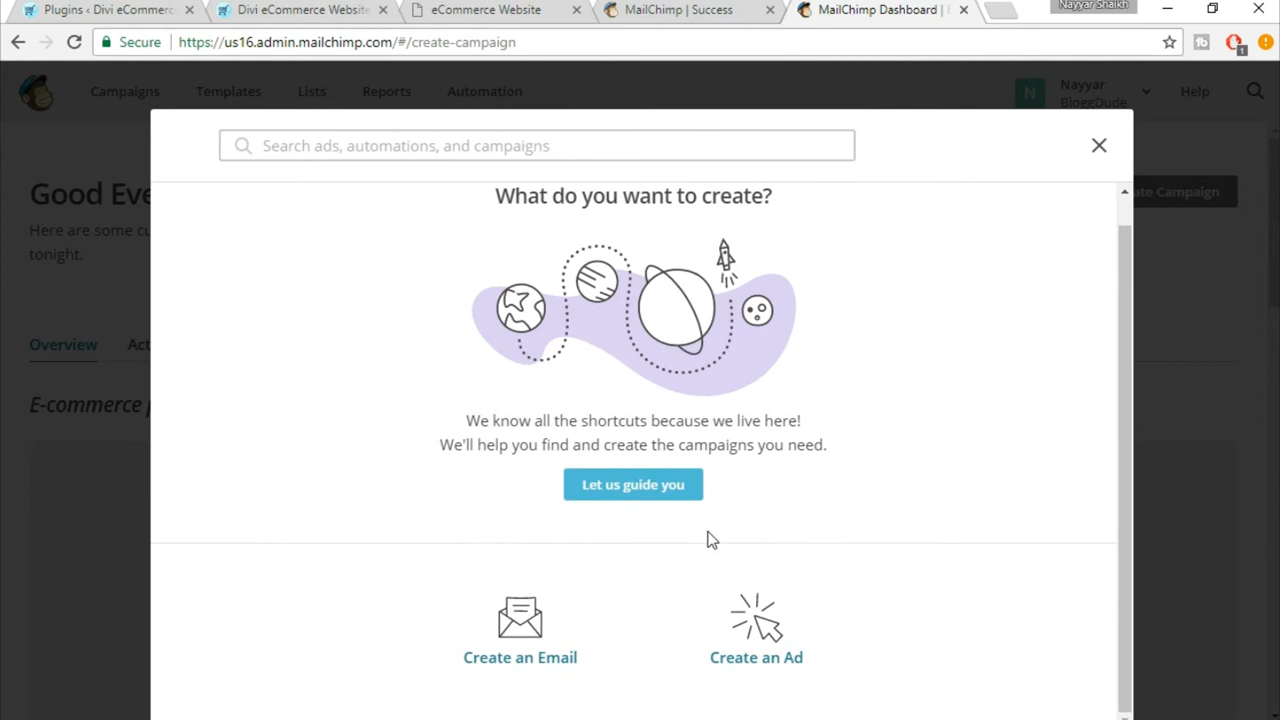 Plugins ‹ Divi eCommerc
Divi eCommerce Website
eCommerce Website
MailChimp | Success
MailChimp Dashboard |
Nayyar Shaikh
Secure
https://us16.admin.mailchimp.com/#/create-campaign
Campaigns
Templates
Lists
Reports
Automation
N
Nayyar
BloggDude
Help
Search ads, automations, and campaigns
Good Eve
ate Campaign
Here are some cu
tonight.
What do you want to create?
Overview
Act
E-commerce p
We know all the shortcuts because we live here!
We'll help you find and create the campaigns you need.
Let us guide you
Create an Email
Create an Ad